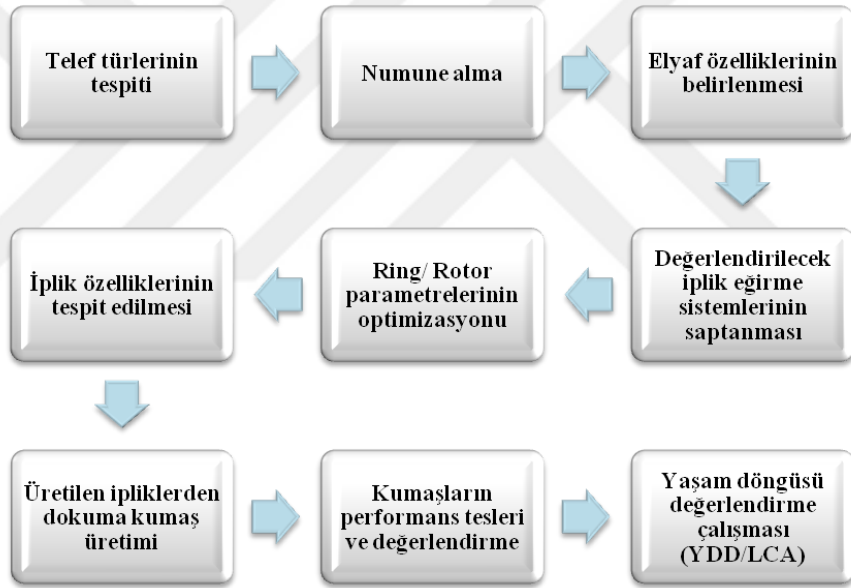 Telef türlerinin
tespiti
Numune alma
Elyaf özelliklerinin
belirlenmesi
Değerlendirilecek
iplik eğirme
sistemlerinin
saptanması
Ring/ Rotor
parametrelerinin
optimizasyonu
İplik özelliklerinin
tespit edilmesi
Üretilen ipliklerden
dokuma kumaş
üretimi
Kumaşların
performans tesleri
ve değerlendirme
Yaşam döngüsü
değerlendirme
çalışması
(YDD/LCA)